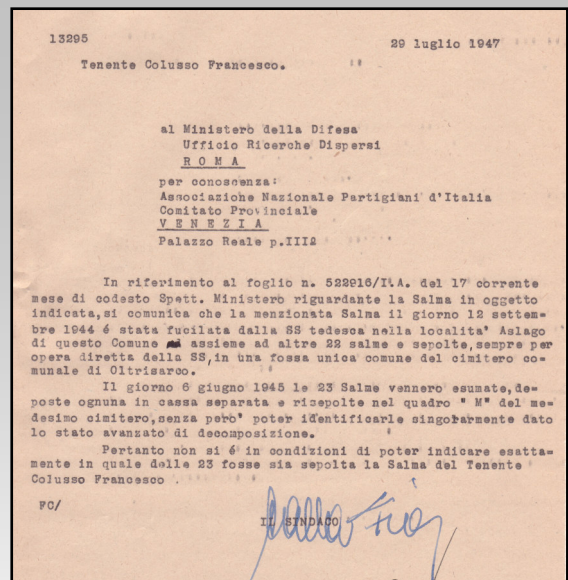 13295
29 luglio 1947
Tenente Colusso Francesco.
al Ministero della Difesa
Ufficio Ricerche Dispersi
R O M A
per conoscenza:
Associazione Nazionale Partigiani d'Italia
Comitato Provinciale
V E N E Z I A
Palazzo Reale p.IIIº
In riferimento al foglio n. 522916/I.A. del 17 corrente
mese di codesto Spett. Ministero riguardante la Salma in oggetto
indicata,si comunica che la menzionata Salma il giorno 12 settem=
bre 1944 é stata fucilata dalla SS tedesca nella localita' Aslago
di questo Comune assieme ad altre 22 salme e sepolte,sempre per
opera diretta della SS,in una fossa unica comune del cimitero co=
munale di Oltrisarco.
Il giorno 6 giugno 1945 le 23 Salme vennero esumate,de=
poste ognuna in cassa separata e risepolte nel quadro "M" del me=
desimo cimitero,senza pero' poter identificarle singolarmente dato
lo stato avanzato di decomposizione.
Pertanto non si é in condizioni di poter indicare esatta=
mente in quale delle 23 fosse sia sepolta la Salma del Tenente
Colusso Francesco .
FC/
IL SINDACO